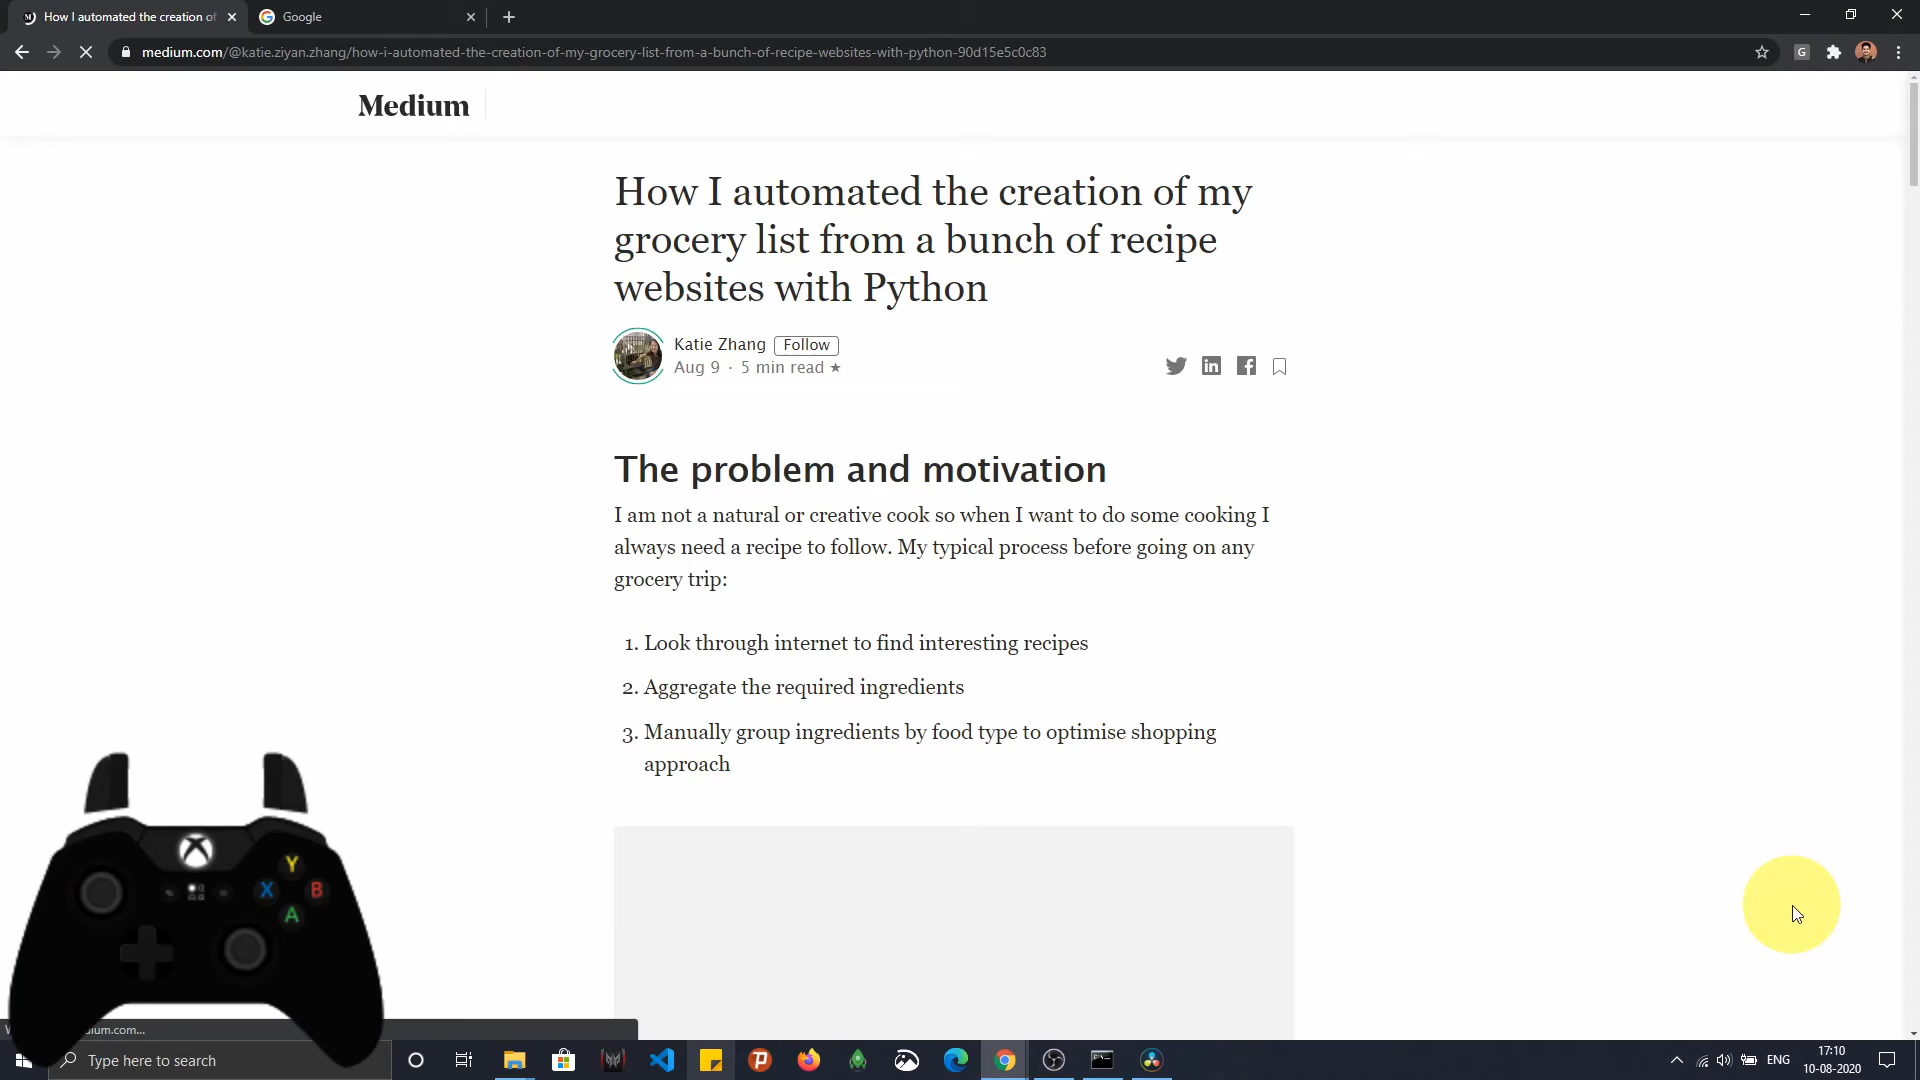 How I automated the creation of
Google
medium.com/@katie.ziyan.zhang/how-i-automated-the-creation-of-my-grocery-list-from-a-bunch-of-recipe-websites-with-python-90d15e5c0c83
G
Medium
How I automated the creation of my
grocery list from a bunch of recipe
websites with Python
Katie Zhang Follow
Aug 9 · 5 min read ★
The problem and motivation
I am not a natural or creative cook so when I want to do some cooking I
always need a recipe to follow. My typical process before going on any
grocery trip:
1. Look through internet to find interesting recipes
2. Aggregate the required ingredients
3. Manually group ingredients by food type to optimise shopping
approach
Y
X
B
A
Type here to search
ENG
17:10
10-08-2020